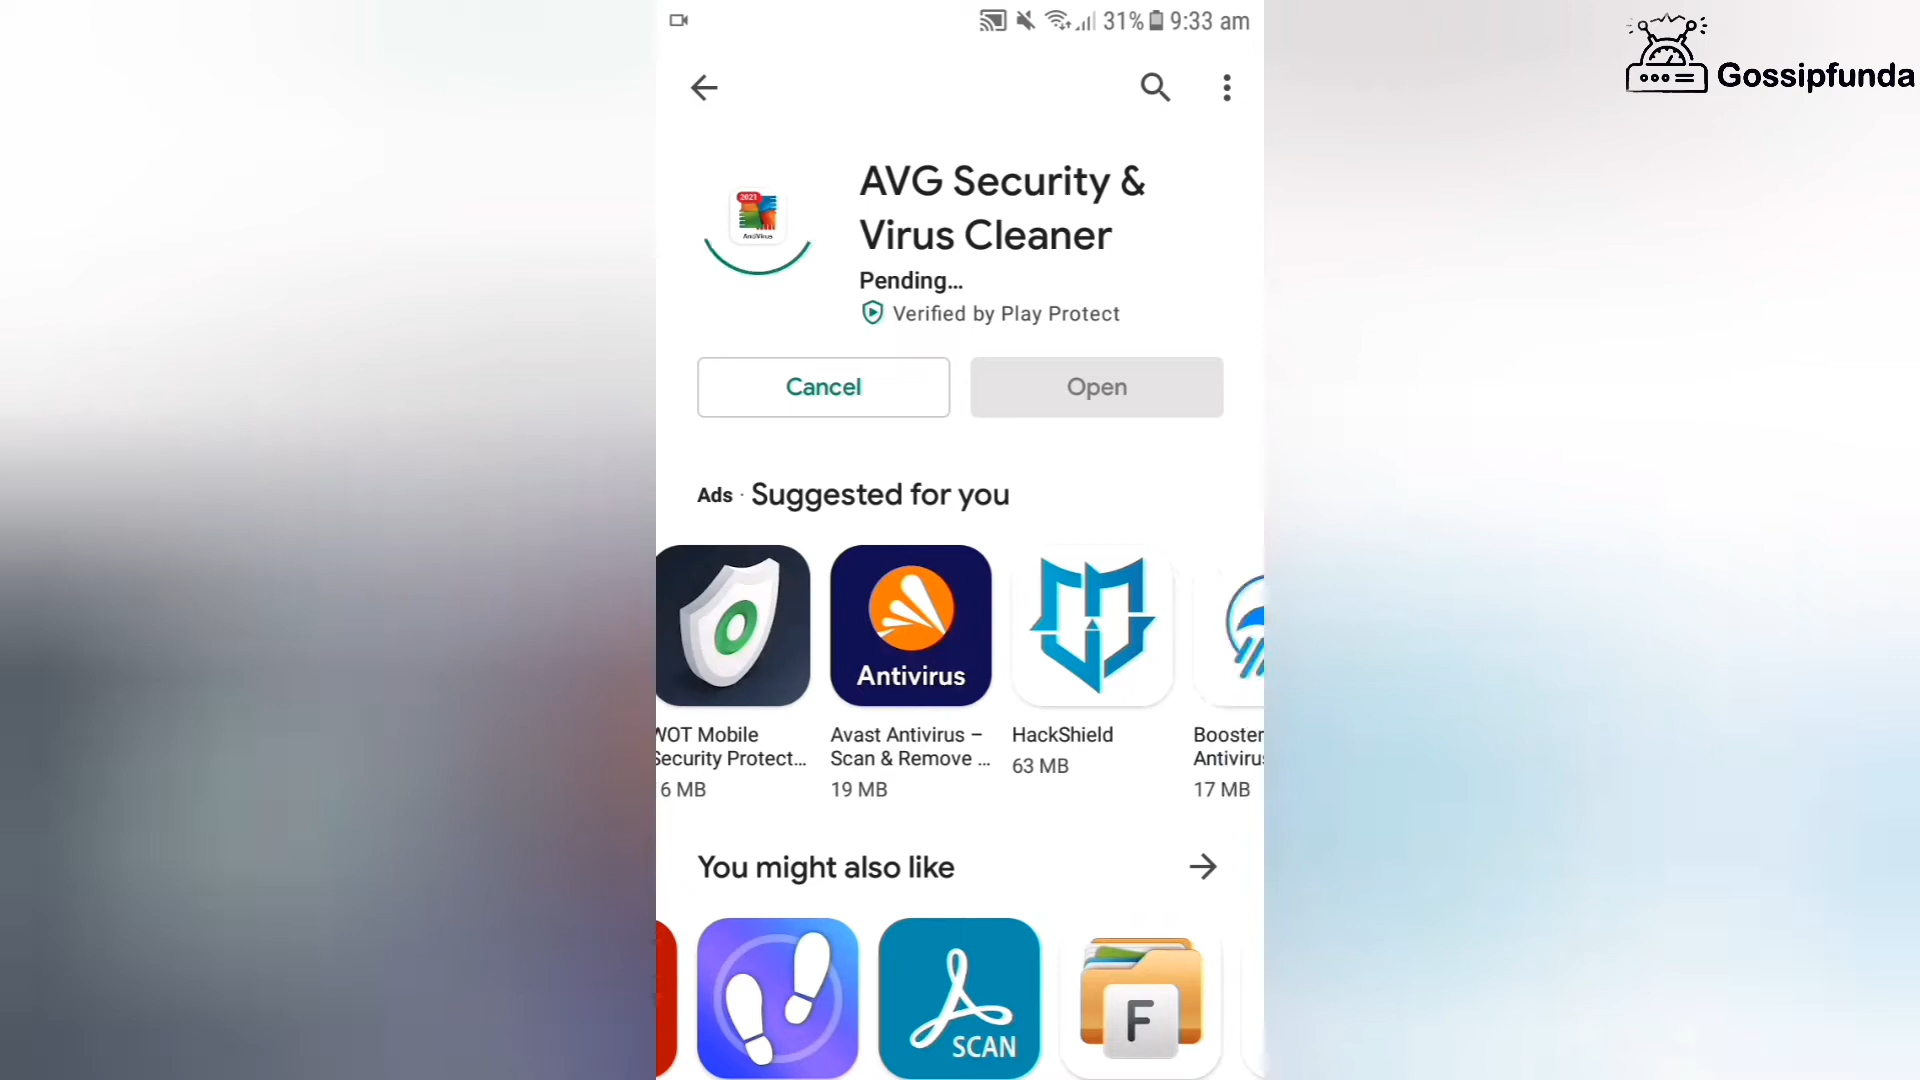 31% 9:33 am
Gossipfunda
AVG Security &
Virus Cleaner
2021
AntiVirus
Pending...
Verified by Play Protect
Cancel
Open
Ads · Suggested for you
Antivirus
WOT Mobile
Security Protect...
6 MB
Avast Antivirus –
Scan & Remove ...
19 MB
HackShield
63 MB
Booster
Antivirus
17 MB
You might also like
SCAN
F